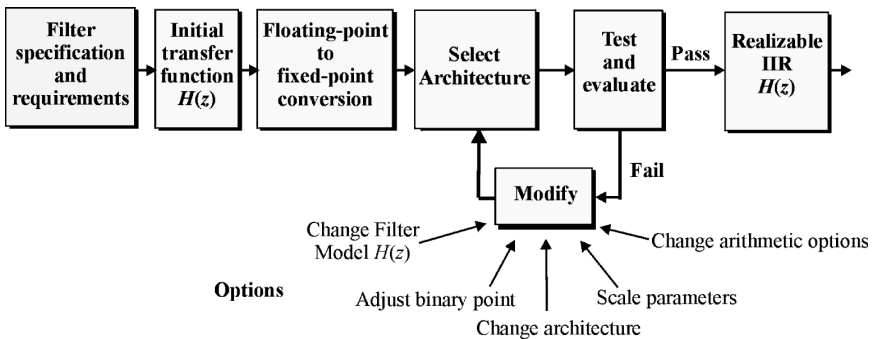 Filter
specification
and
requirements
Initial
transfer
function
H(z)
Floating-point
to
fixed-point
conversion
Select
Architecture
Test
and
evaluate
Pass
Realizable
IIR
H(z)
Fail
Modify
Change Filter
Model H(z)
Change arithmetic options
Options
Adjust binary point
Scale parameters
Change architecture